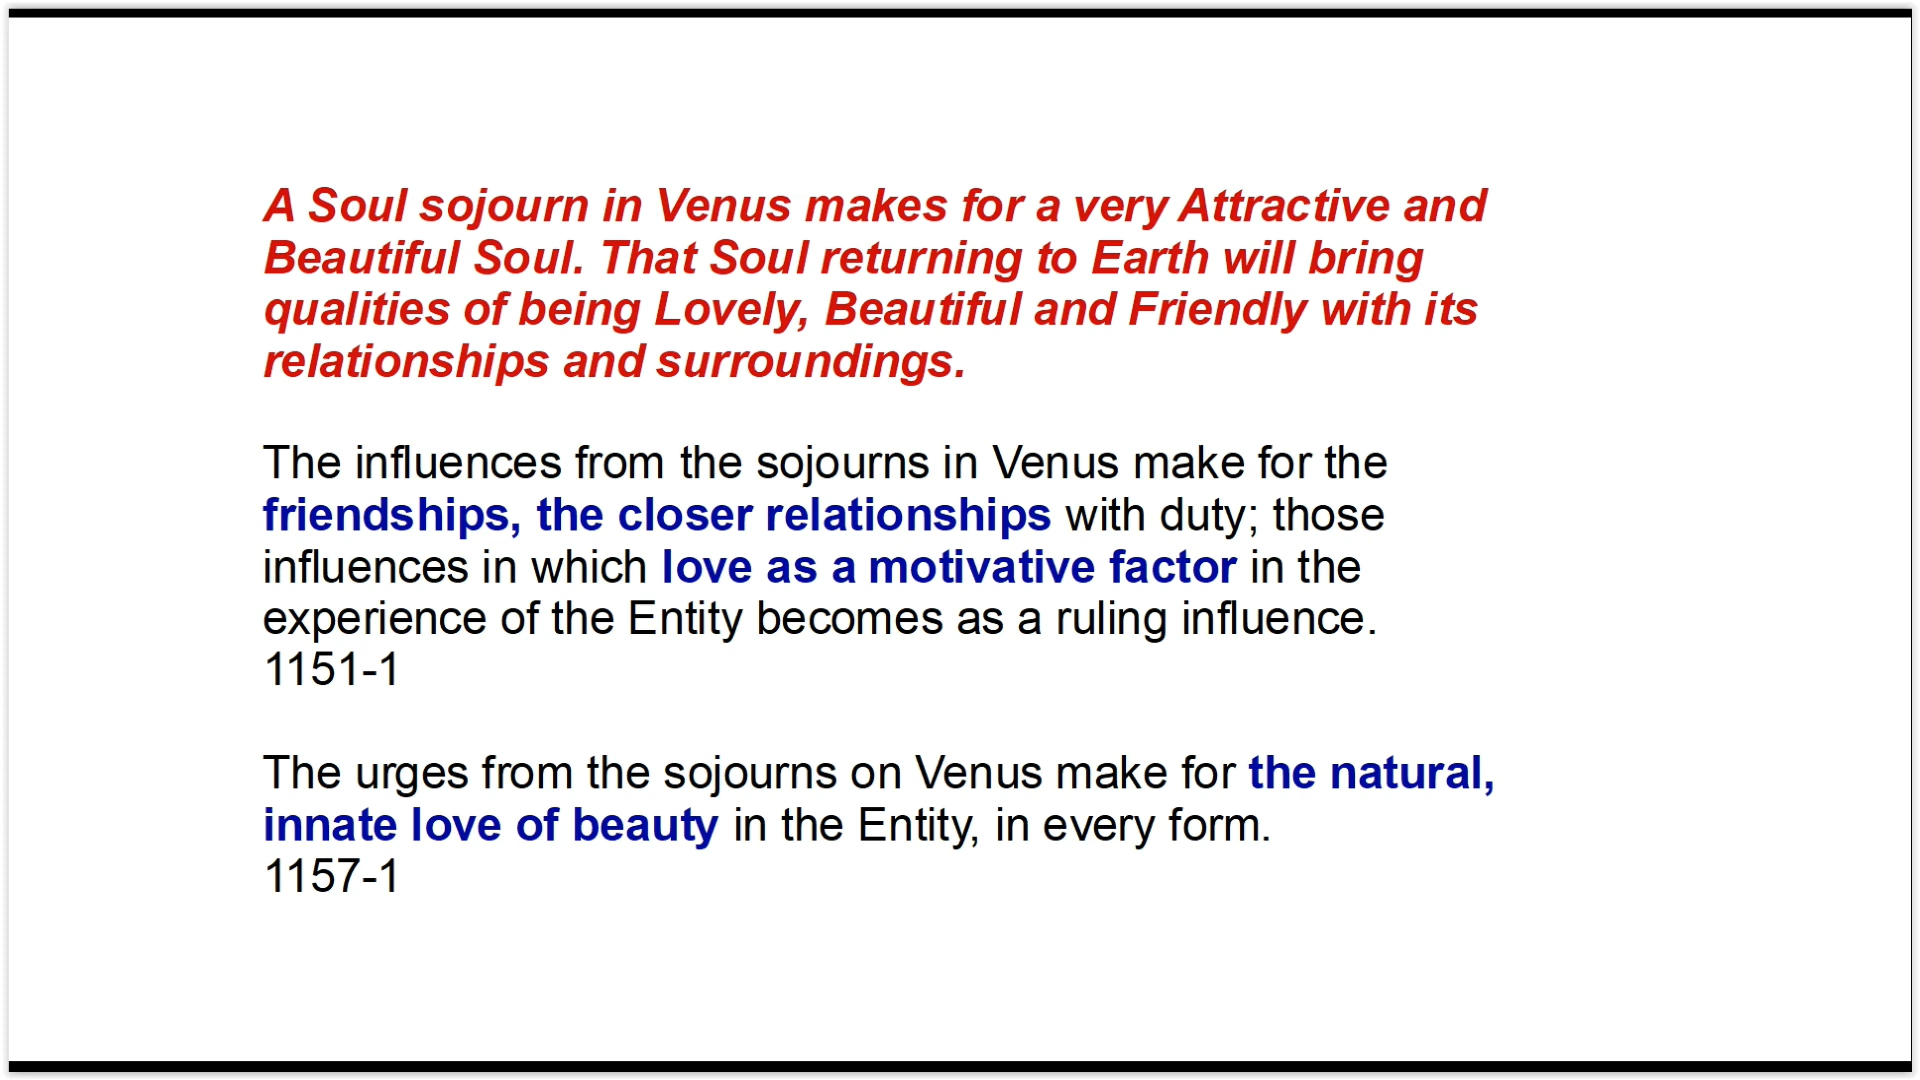 A Soul sojourn in Venus makes for a very Attractive and
Beautiful Soul. That Soul returning to Earth will bring
qualities of being Lovely, Beautiful and Friendly with its
relationships and surroundings.
The influences from the sojourns in Venus make for the
friendships, the closer relationships with duty; those
influences in which love as a motivative factor in the
experience of the Entity becomes as a ruling influence.
1151-1
The urges from the sojourns on Venus make for the natural,
innate love of beauty in the Entity, in every form.
1157-1